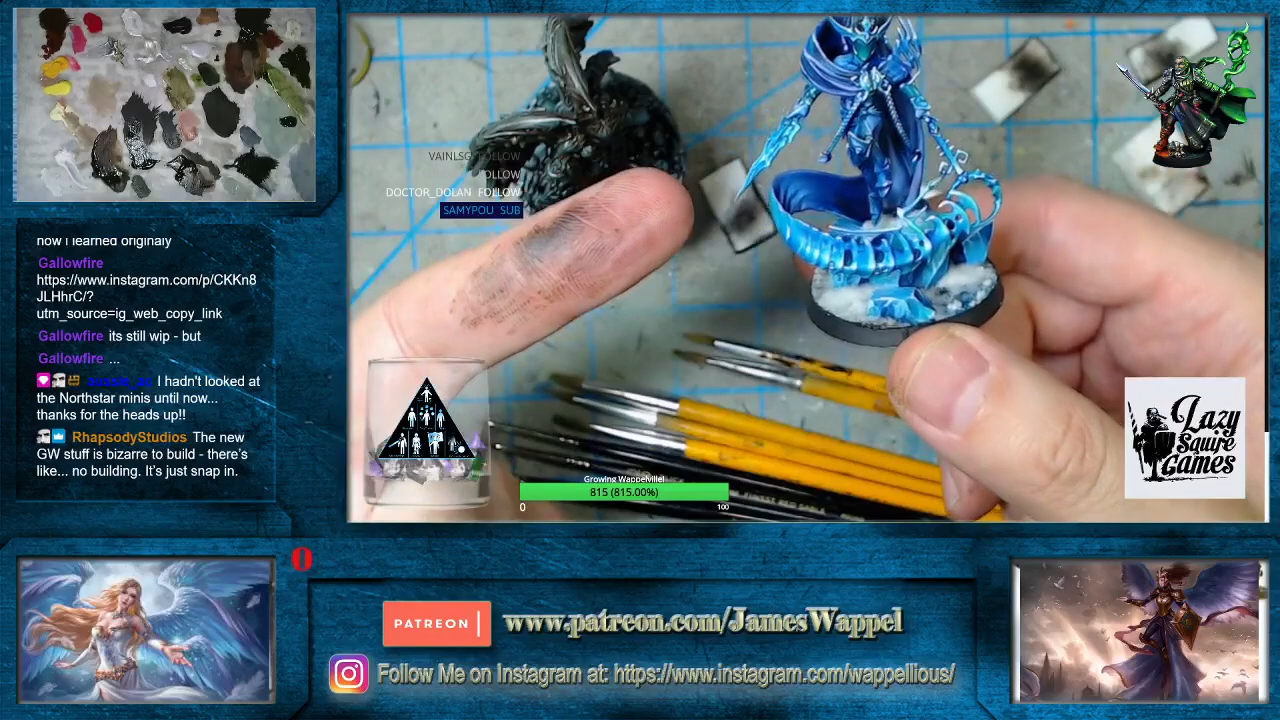 now i learned originaly
Gallowfire
https://www.instagram.com/p/CKKn8
JLHhrC/?
utm_source=ig_web_copy_link
Gallowfire its still wip - but
Gallowfire ...
I hadn't looked at
the Northstar minis until now...
thanks for the heads up!!
RhapsodyStudios The new
GW stuff is bizarre to build - there's
like... no building. It's just snap in.
FOLLOW
FOLLOW
DOCTOR_DOLAN FOLLOW
SAMYPOU SUB
Growing Wappelville!
815 (815.00%)
0
100
Lazy
Squire
Games
0
PATREON
www.patreon.com/JamesWappel
Follow Me on Instagram at: https://www.instagram.com/wappellious/